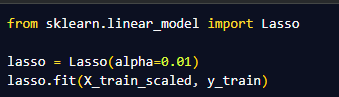 from sklearn.linear_model import Lasso
lasso = Lasso(alpha=0.01)
lasso.fit(X_train_scaled, y_train)